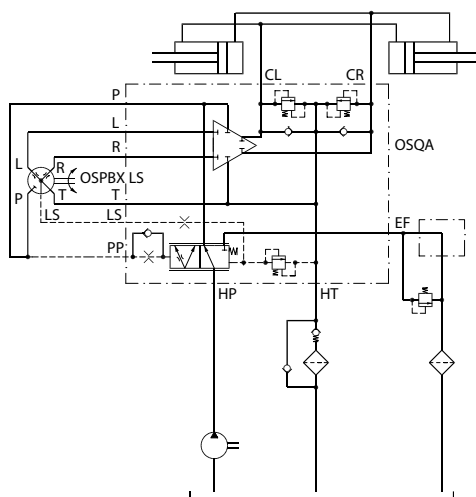 CL CR
P
L
OSQA
R
L R OSPBX LS
P T T
LS LS EF
PP
HP HT